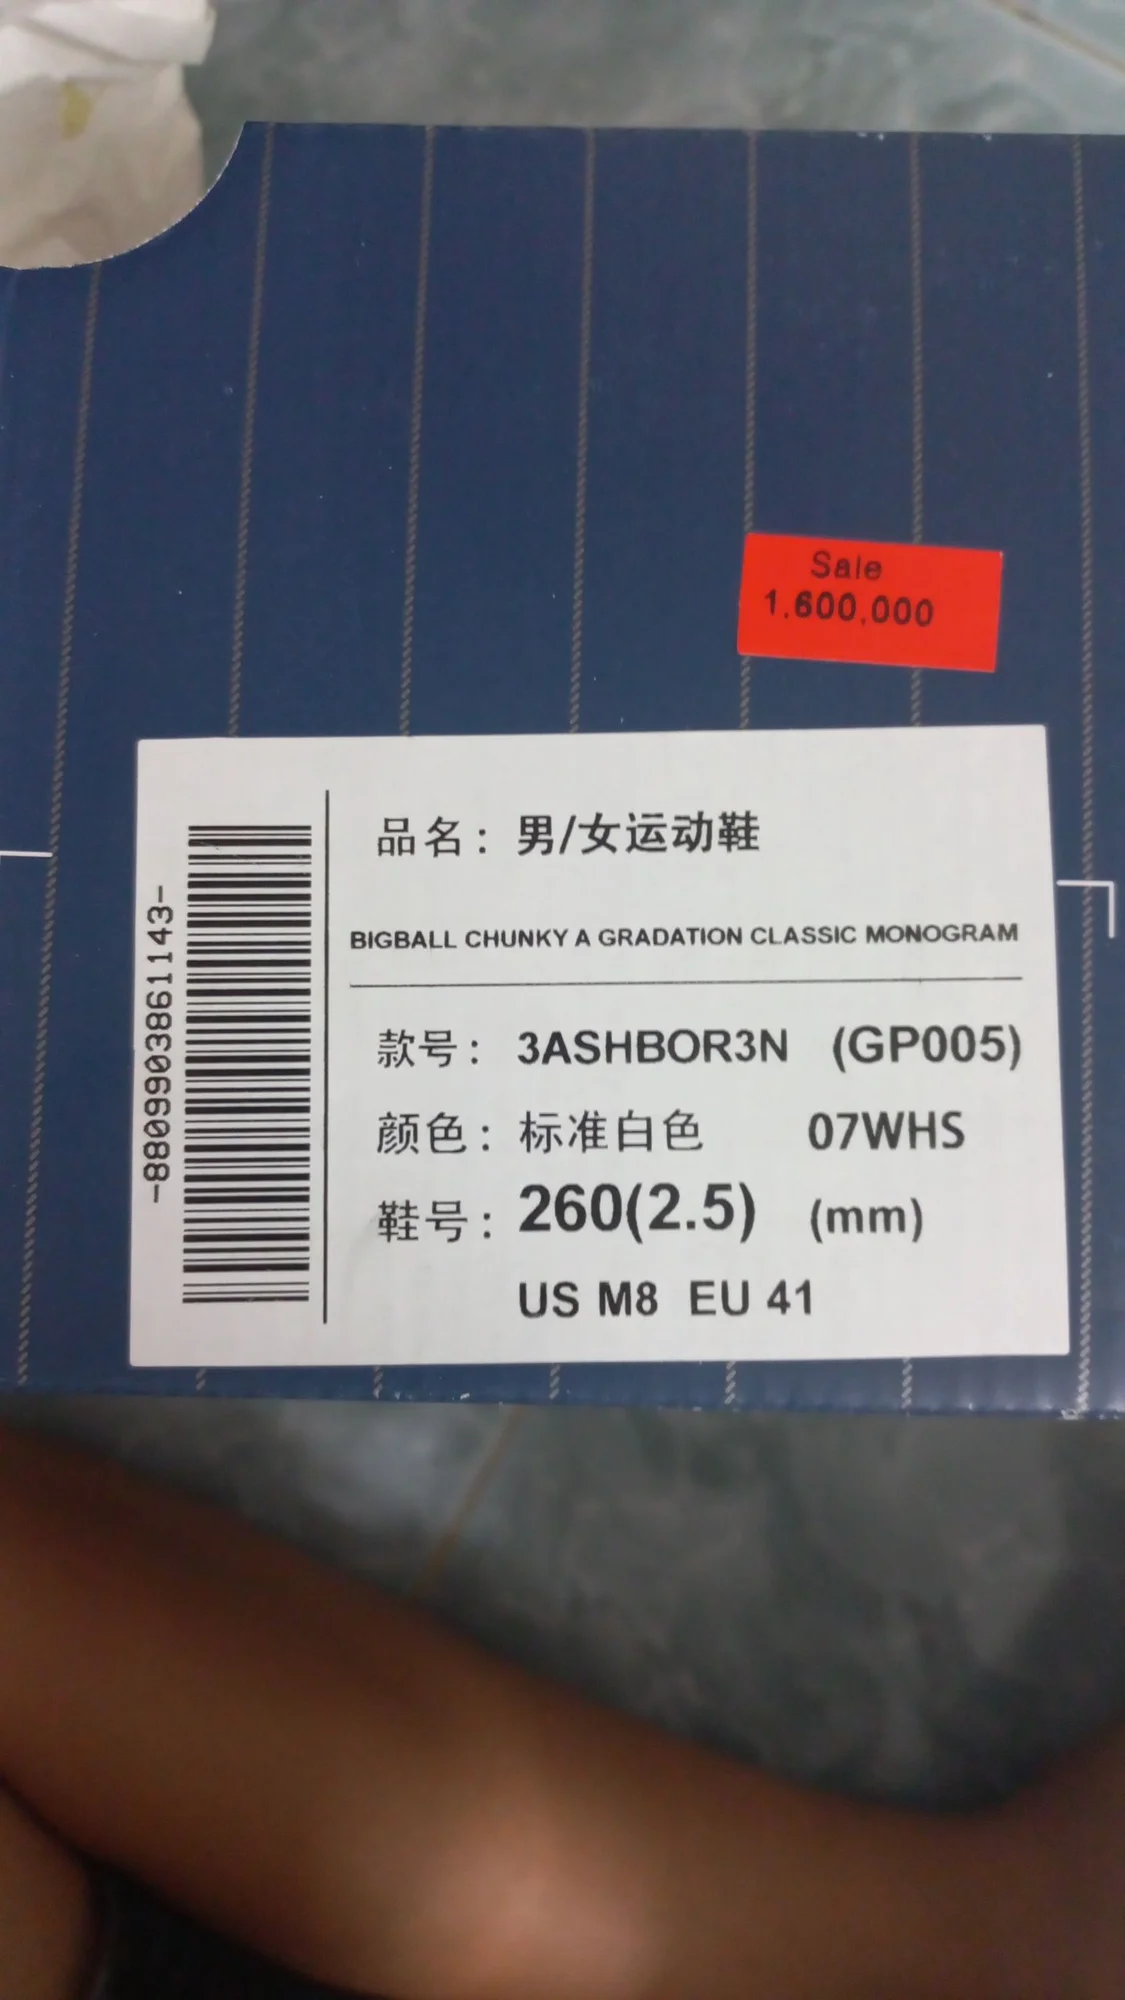 Sale
1.600,000
品名：男/女运动鞋
BIGBALL CHUNKY A GRADATION CLASSIC MONOGRAM
款号：3ASHBOR3N (GP005)
颜色：标准白色 07WHS
鞋号：260(2.5) (mm)
US M8 EU 41
-8809903861143-